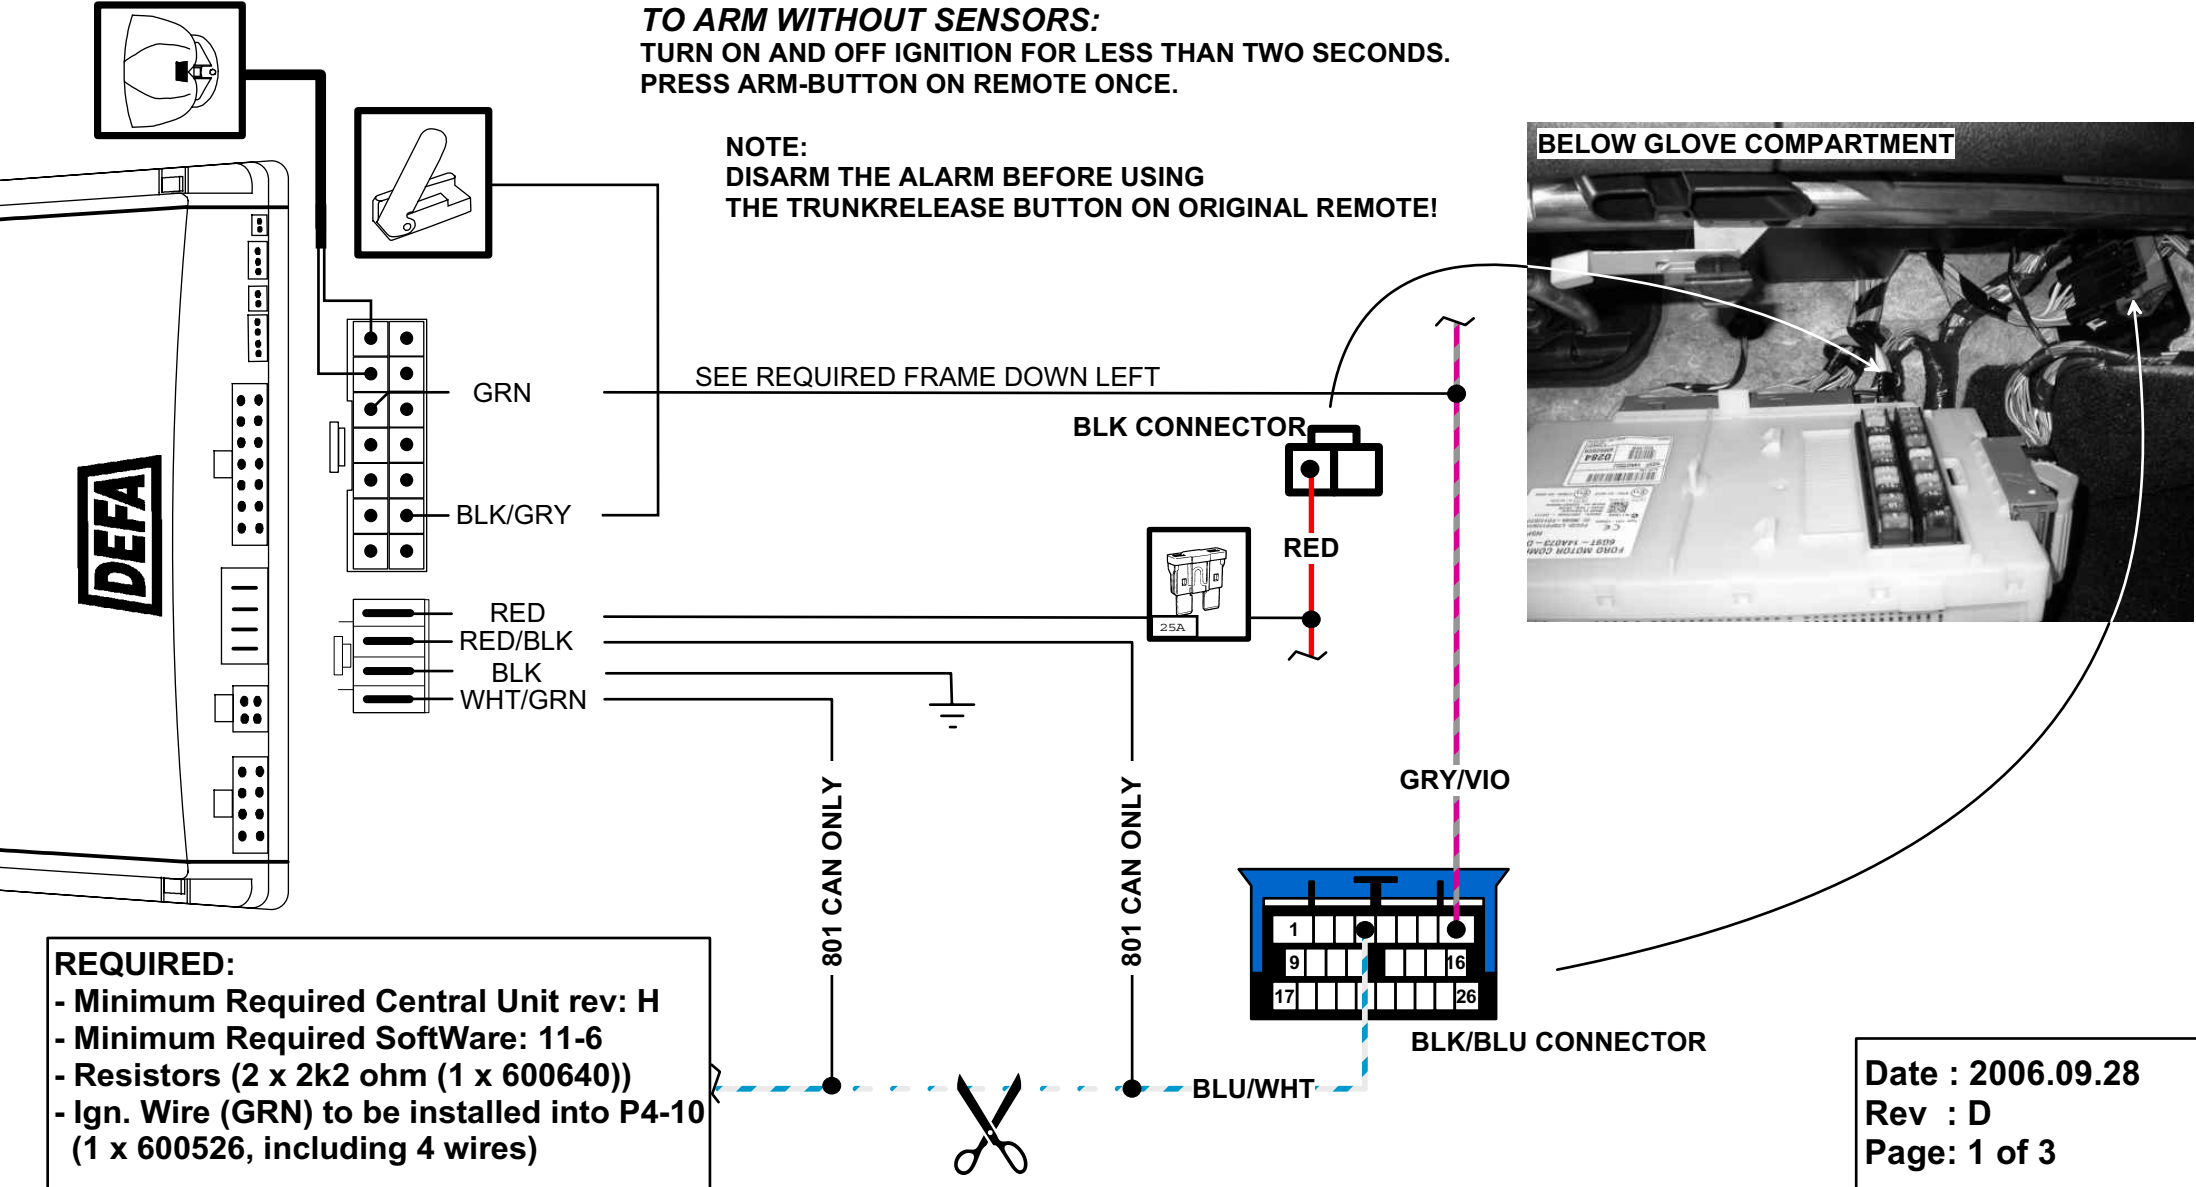 TO ARM WITHOUT SENSORS:
TURN ON AND OFF IGNITION FOR LESS THAN TWO SECONDS.
PRESS ARM-BUTTON ON REMOTE ONCE.
NOTE:
DISARM THE ALARM BEFORE USING
THE TRUNKRELEASE BUTTON ON ORIGINAL REMOTE!
BELOW GLOVE COMPARTMENT
GRN
SEE REQUIRED FRAME DOWN LEFT
BLK CONNECTOR
BLK/GRY
DEFA
RED
25A
RED
RED/BLK
BLK
WHT/GRN
801 CAN ONLY
801 CAN ONLY
GRY/VIO
1
9
16
17
26
BLK/BLU CONNECTOR
BLU/WHT
REQUIRED:
- Minimum Required Central Unit rev: H
- Minimum Required SoftWare: 11-6
- Resistors (2 x 2k2 ohm (1 x 600640))
- Ign. Wire (GRN) to be installed into P4-10
(1 x 600526, including 4 wires)
Date : 2006.09.28
Rev : D
Page: 1 of 3
0284
FORD MOTOR COM